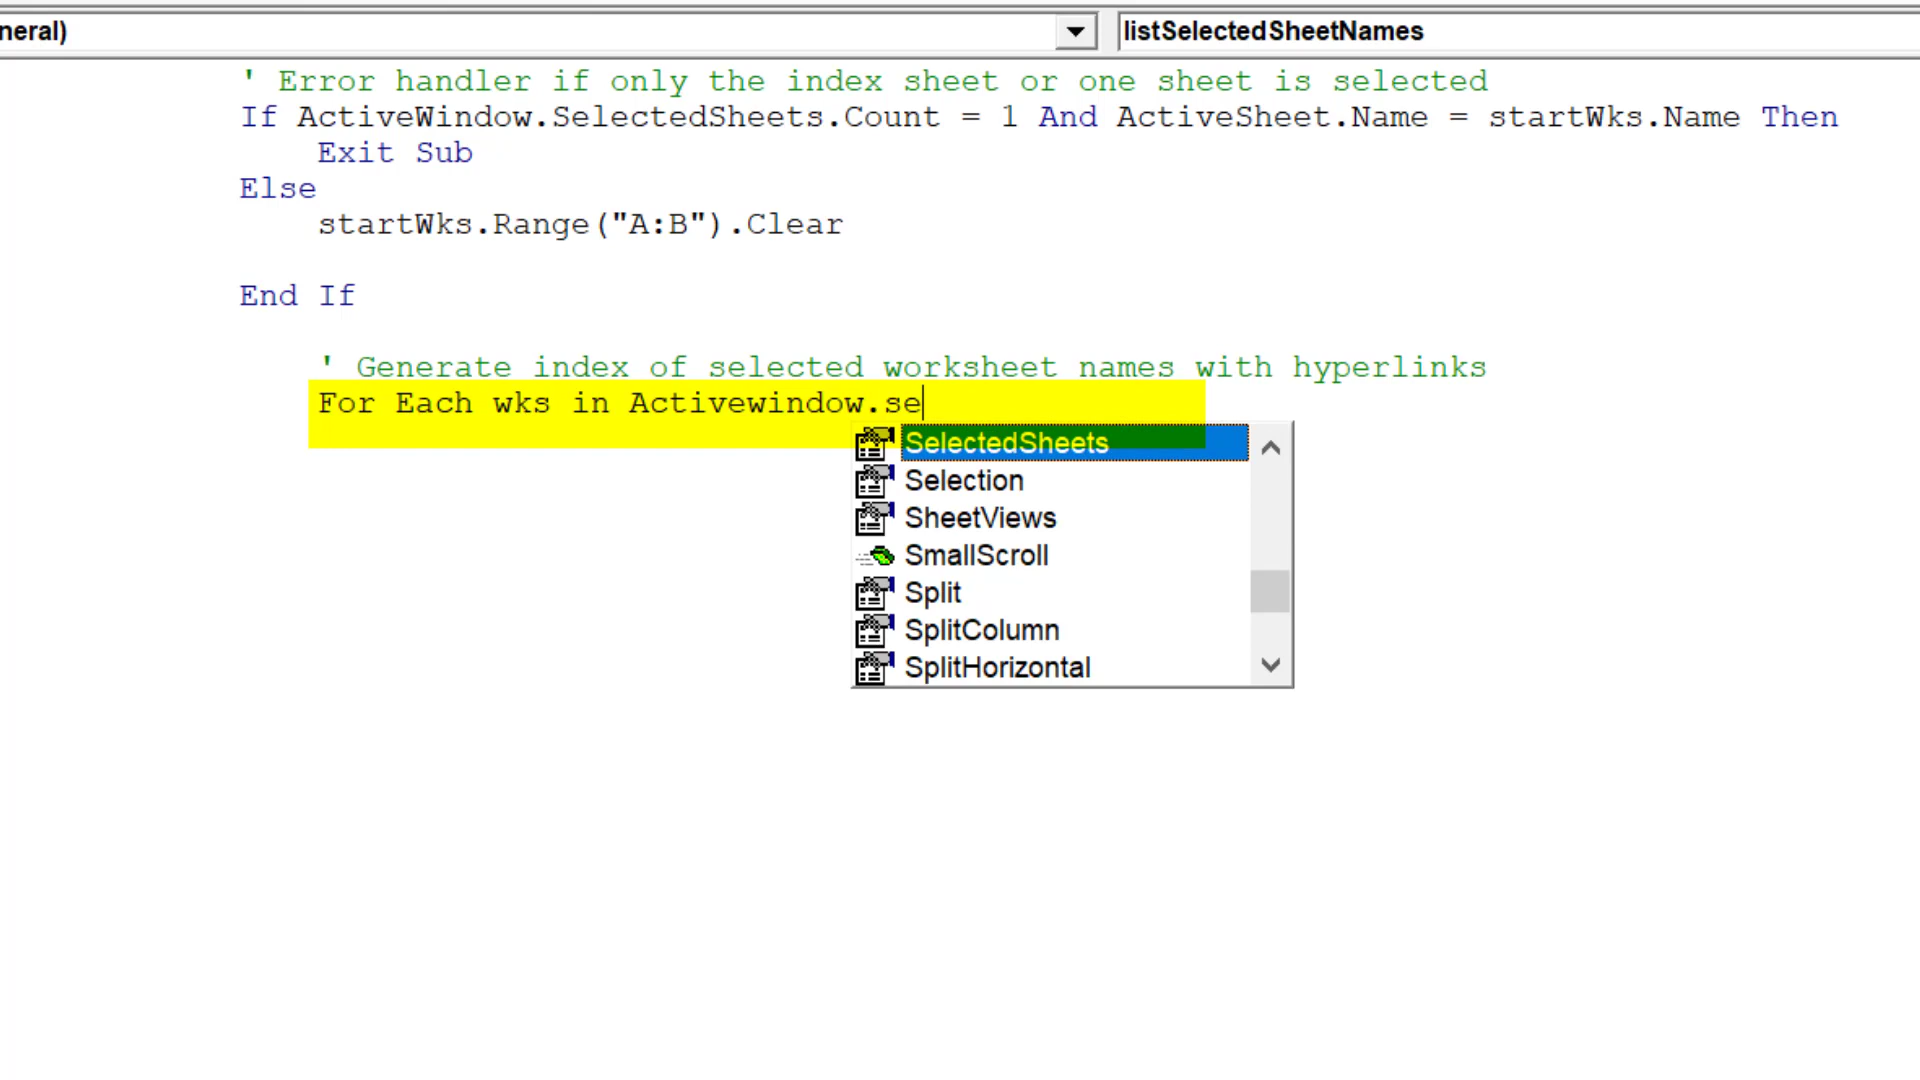 neral)
listSelectedSheetNames
' Error handler if only the index sheet or one sheet is selected
If ActiveWindow.SelectedSheets.Count = 1 And ActiveSheet.Name = startWks.Name Then
Exit Sub
Else
startWks.Range("A:B").Clear
End If
' Generate index of selected worksheet names with hyperlinks
For Each wks in Activewindow.se
SelectedSheets
Selection
SheetViews
SmallScroll
Split
SplitColumn
SplitHorizontal